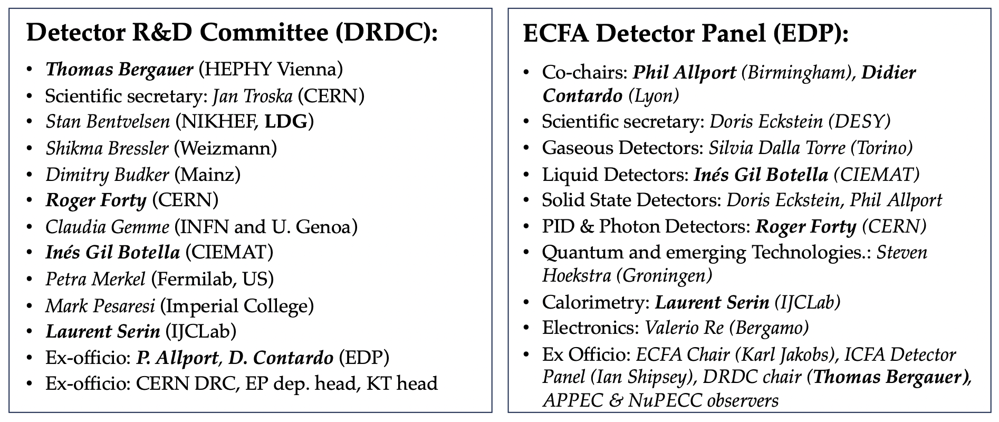 Detector R&D Committee (DRDC):
• Thomas Bergauer (HEPHY Vienna)
• Scientific secretary: Jan Troska (CERN)
• Stan Bentvelsen (NIKHEF, LDG)
• Shikma Bressler (Weizmann)
• Dimitry Budker (Mainz)
• Roger Forty (CERN)
• Claudia Gemme (INFN and U. Genoa)
• Inés Gil Botella (CIEMAT)
• Petra Merkel (Fermilab, US)
• Mark Pesaresi (Imperial College)
• Laurent Serin (IJCLab)
• Ex-officio: P. Allport, D. Contardo (EDP)
• Ex-officio: CERN DRC, EP dep. head, KT head
ECFA Detector Panel (EDP):
• Co-chairs: Phil Allport (Birmingham), Didier
Contardo (Lyon)
• Scientific secretary: Doris Eckstein (DESY)
• Gaseous Detectors: Silvia Dalla Torre (Torino)
• Liquid Detectors: Inés Gil Botella (CIEMAT)
• Solid State Detectors: Doris Eckstein, Phil Allport
• PID & Photon Detectors: Roger Forty (CERN)
• Quantum and emerging Technologies.: Steven
Hoekstra (Groningen)
• Calorimetry: Laurent Serin (IJCLab)
• Electronics: Valerio Re (Bergamo)
• Ex Officio: ECFA Chair (Karl Jakobs), ICFA Detector
Panel (Ian Shipsey), DRDC chair (Thomas Bergauer),
APPEC & NuPECC observers